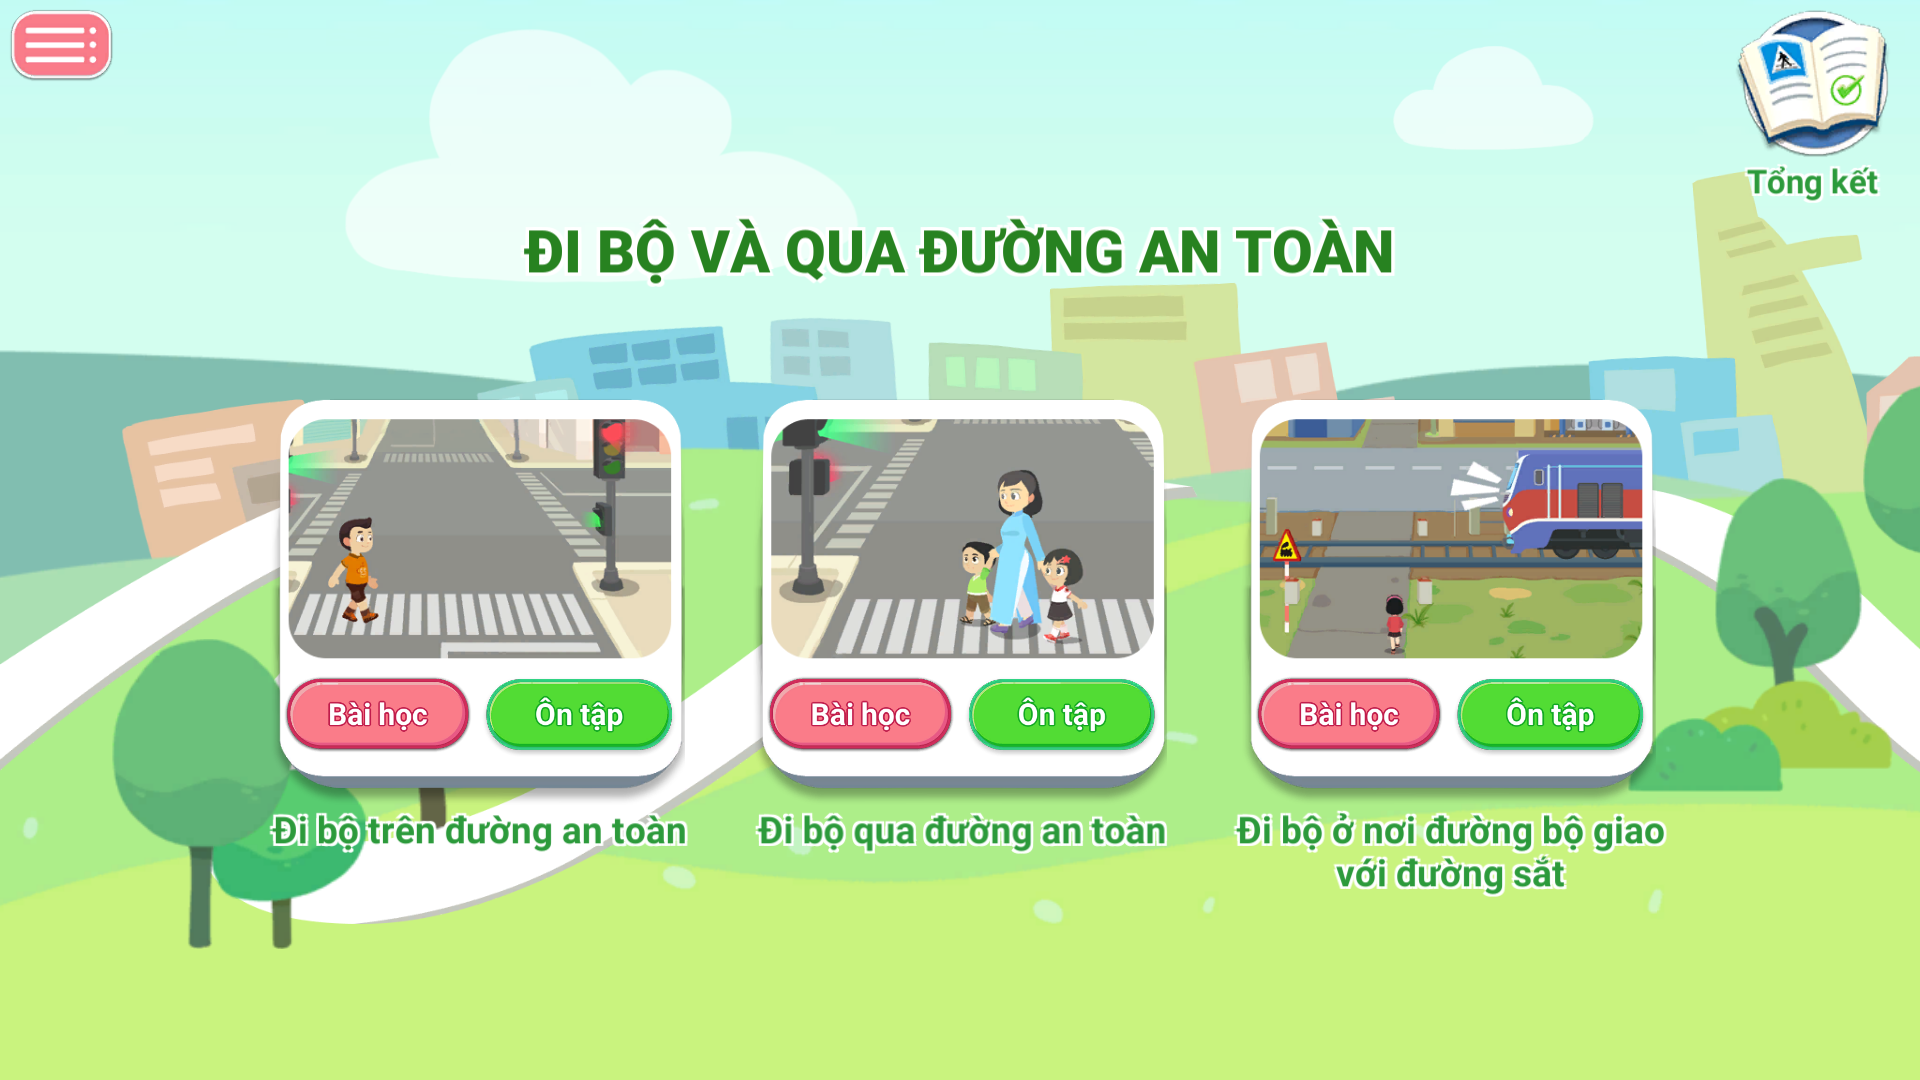 Tổng kết
ĐI BỘ VÀ QUA ĐƯỜNG AN TOÀN
Bài học
Ôn tập
Đi bộ trên đường an toàn
Bài học
Ôn tập
Đi bộ qua đường an toàn
Bài học
Ôn tập
Đi bộ ở nơi đường bộ giao
với đường sắt